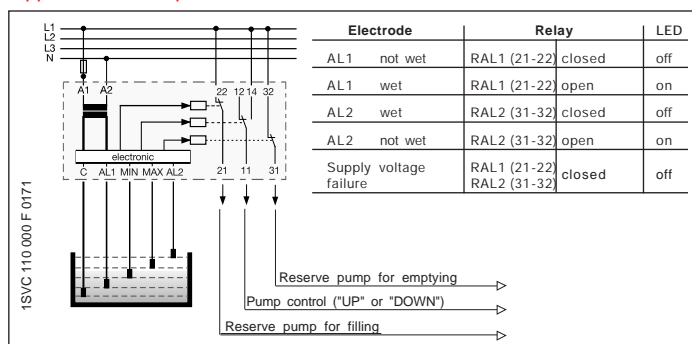 L1
L2
L3
N
A1 A2
22 12 14 32
electronic
C AL1 MIN MAX AL2
21 11 31
1SVC 110 000 F 0171
Reserve pump for emptying
Pump control ("UP" or "DOWN")
Reserve pump for filling
Electrode Relay LED
AL1 not wet RAL1 (21-22) closed off
AL1 wet RAL1 (21-22) open on
AL2 wet RAL2 (31-32) closed off
AL2 not wet RAL2 (31-32) open on
Supply voltage failure RAL1 (21-22) RAL2 (31-32) closed off